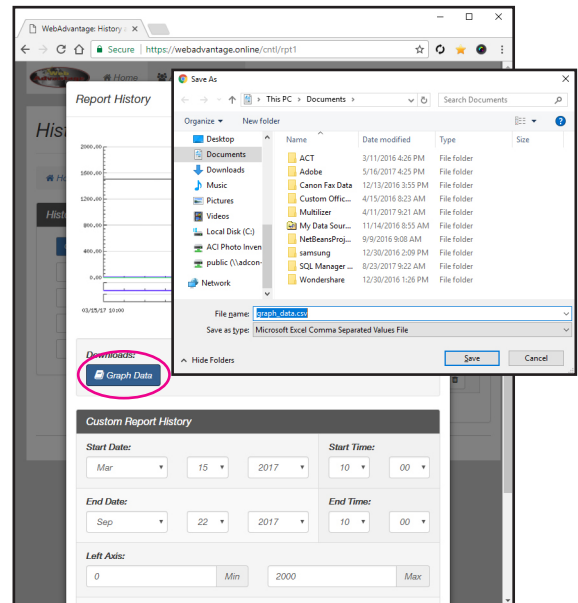 WebAdvantage: History
Secure | https://webadvantage.online/cntl/rpt1
Home
Report History
2000.00
1600.00
1200.00
800.00
400.00
0.00
03/15/17 10:00
Save As
This PC > Documents >
Search Documents
Organize
New folder
Desktop
Documents
Downloads
Music
Pictures
Videos
Local Disk (C:)
ACI Photo Inven
public (\\adcon-
Network
Name Date modified Type Size
ACT 3/11/2016 4:26 PM File folder
Adobe 5/16/2017 4:25 PM File folder
Canon Fax Data 12/13/2016 3:55 PM File folder
Custom Offic... 4/15/2016 8:23 AM File folder
Multilizer 4/11/2017 9:21 AM File folder
My Data Sour... 11/14/2016 8:55 AM File folder
NetBeansProj... 9/9/2016 9:08 AM File folder
samsung 12/30/2016 2:09 PM File folder
SQL Manager ... 8/23/2017 9:22 AM File folder
Wondershare 12/30/2016 1:26 PM File folder
File name: graph_data.csv
Save as type: Microsoft Excel Comma Separated Values File
Hide Folders
Save Cancel
Downloads:
Graph Data
Custom Report History
Start Date: Start Time:
Mar 15 2017 10 00
End Date: End Time:
Sep 22 2017 10 00
Left Axis:
0 Min 2000 Max